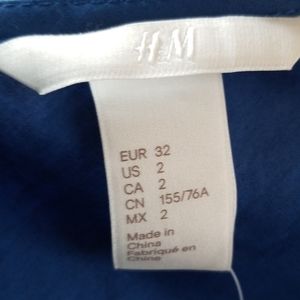 H&M
EUR 32
US 2
CA 2
CN 155/76A
MX 2
Made in
China
Fabriqué en
Chine